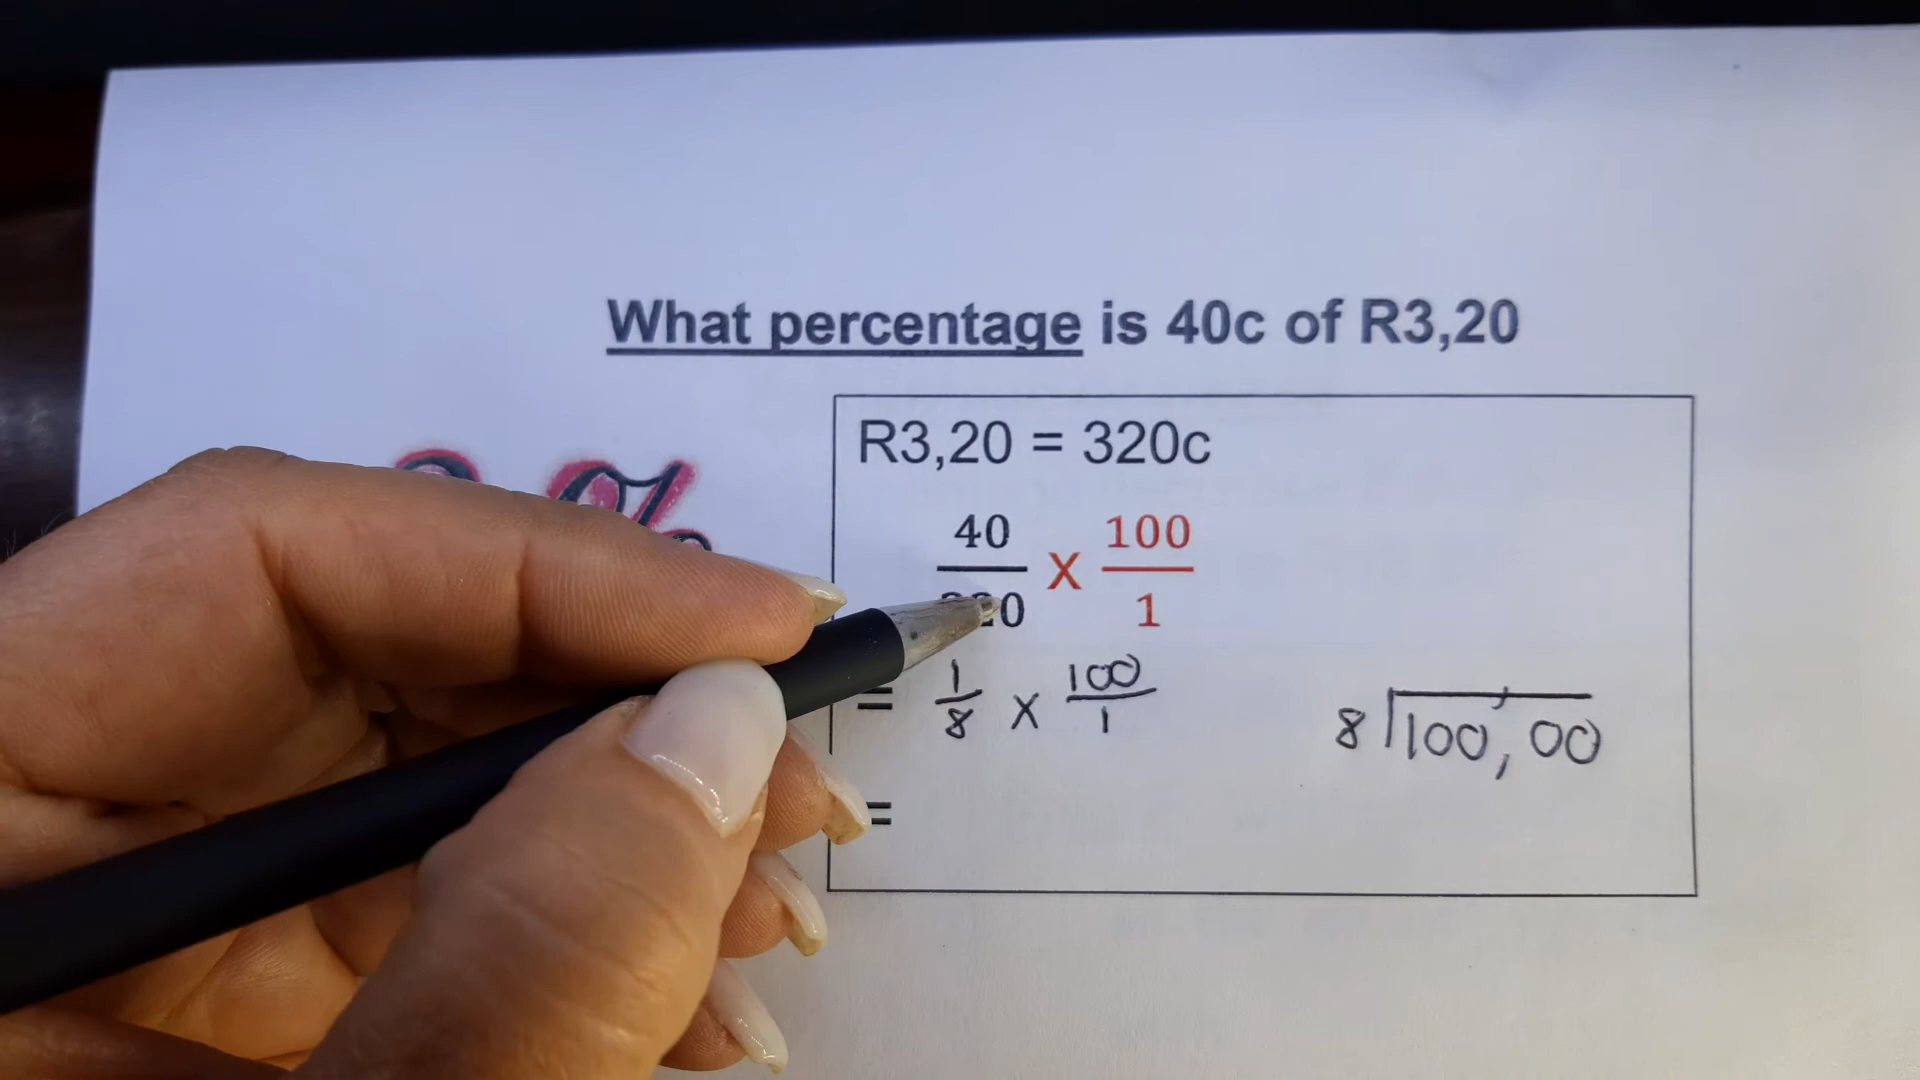 What percentage is 40c of R3,20
R3,20 = 320c
40 X 100
320 1
= 1 X 100 8 100,00
8 1
=
%